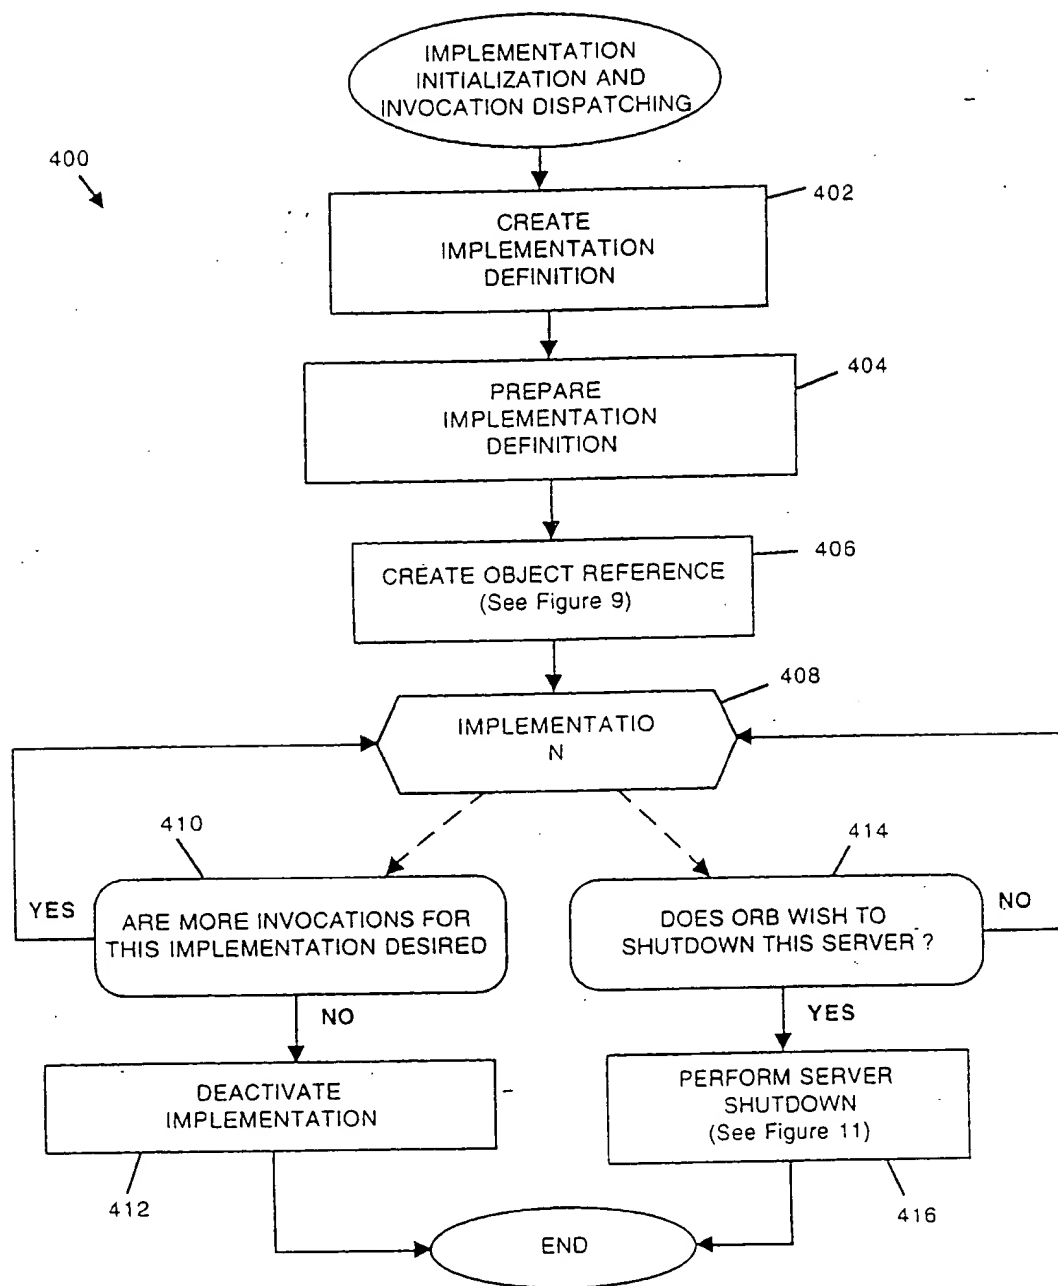 IMPLEMENTATION
INITIALIZATION AND
INVOCATION DISPATCHING
400
402
CREATE
IMPLEMENTATION
DEFINITION
404
PREPARE
IMPLEMENTATION
DEFINITION
406
CREATE OBJECT REFERENCE
(See Figure 9)
408
IMPLEMENTATIO
N
410
414
YES
ARE MORE INVOCATIONS FOR
THIS IMPLEMENTATION DESIRED
DOES ORB WISH TO
SHUTDOWN THIS SERVER ?
NO
NO
YES
DEACTIVATE
IMPLEMENTATION
PERFORM SERVER
SHUTDOWN
(See Figure 11)
412
416
END